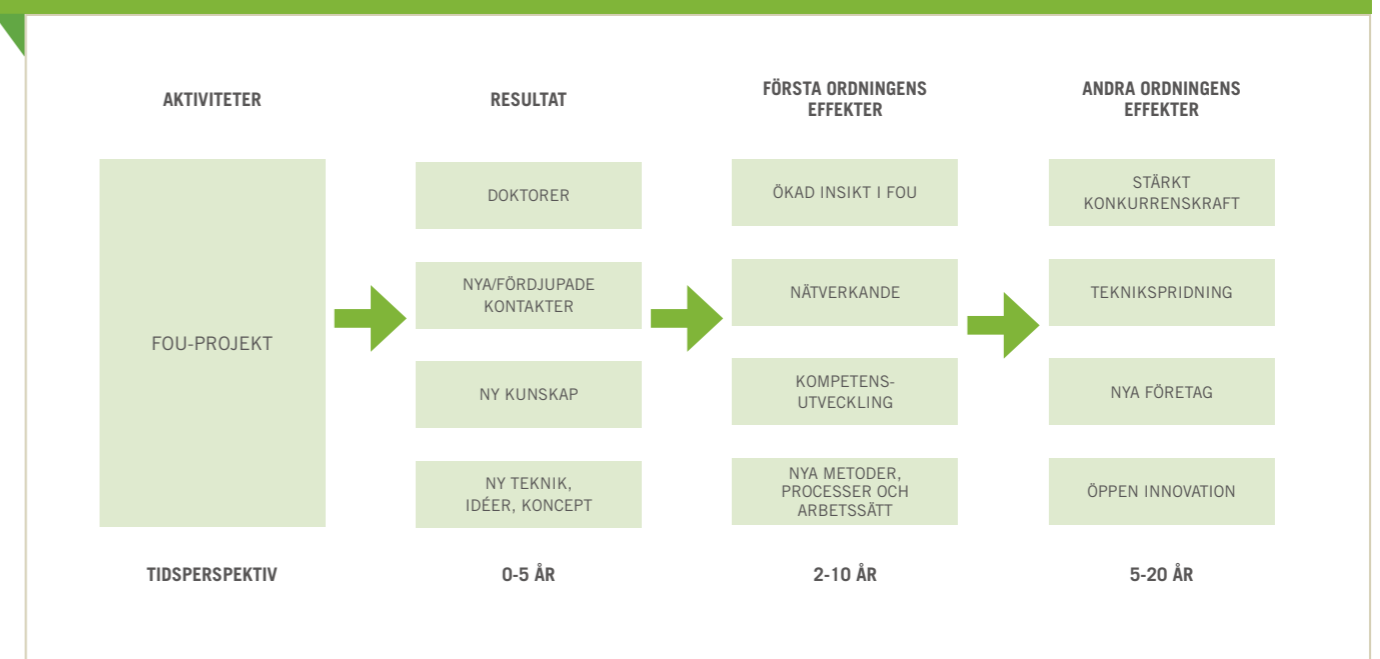 AKTIVITETER
RESULTAT
FÖRSTA ORDNINGENS
EFFEKTER
ANDRA ORDNINGENS
EFFEKTER
FOU-PROJEKT
DOKTORER
NYA/FÖRDJUPADE
KONTAKTER
NY KUNSKAP
NY TEKNIK,
IDÉER, KONCEPT
ÖKAD INSIKT I FOU
NÄTVERKANDE
KOMPETENS-
UTVECKLING
NYA METODER,
PROCESSER OCH
ARBETSSÄTT
STÄRKT
KONKURRENSKRAFT
TEKNIKSPRIDNING
NYA FÖRETAG
ÖPPEN INNOVATION
TIDSPERSPEKTIV
0-5 ÅR
2-10 ÅR
5-20 ÅR